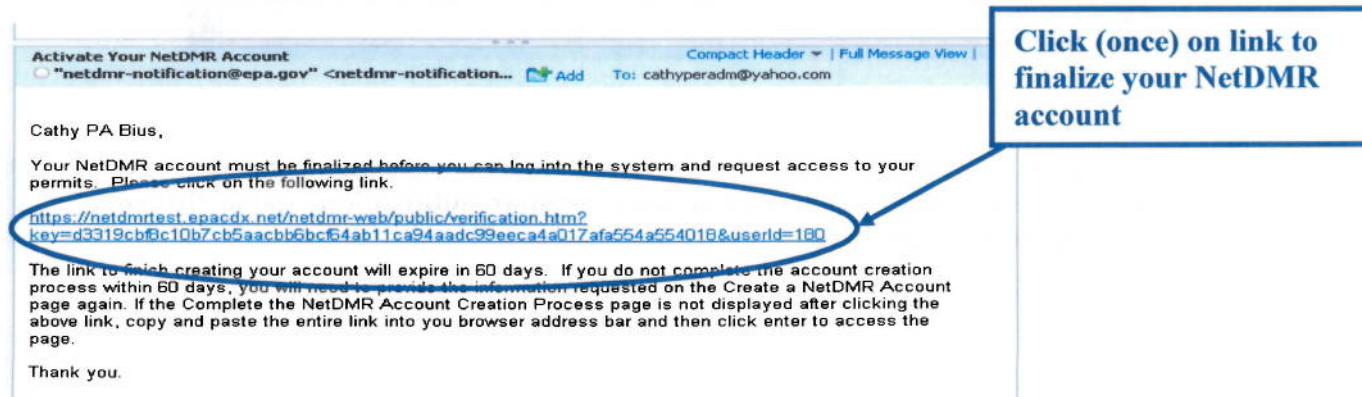 Activate Your NetDMR Account
Compact Header | Full Message View |
"netdmr-notification@epa.gov" <netdmr-notification... Add To: cathyperadm@yahoo.com
Click (once) on link to
finalize your NetDMR
account
Cathy PA Bius,
Your NetDMR account must be finalized before you can log into the system and request access to your
permits. Please click on the following link.
https://netdmrtest.epacdx.net/netdmr-web/public/verification.htm?
key=d3319cbf8c10b7cb5aacbb6bcf64ab11ca94aadc99eeca4a017afa554a554018&userId=180
The link to finish creating your account will expire in 60 days. If you do not complete the account creation
process within 60 days, you will need to provide the information requested on the Create a NetDMR Account
page again. If the Complete the NetDMR Account Creation Process page is not displayed after clicking the
above link, copy and paste the entire link into you browser address bar and then click enter to access the
page.
Thank you.